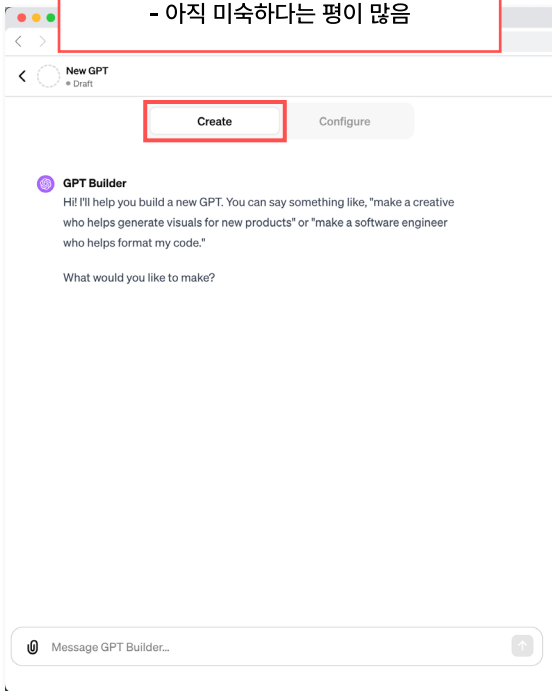 - 아직 미숙하다는 평이 많음
New GPT
Draft
Create
Configure
GPT Builder
Hi! I'll help you build a new GPT. You can say something like, "make a creative
who helps generate visuals for new products" or "make a software engineer
who helps format my code."
What would you like to make?
Message GPT Builder...